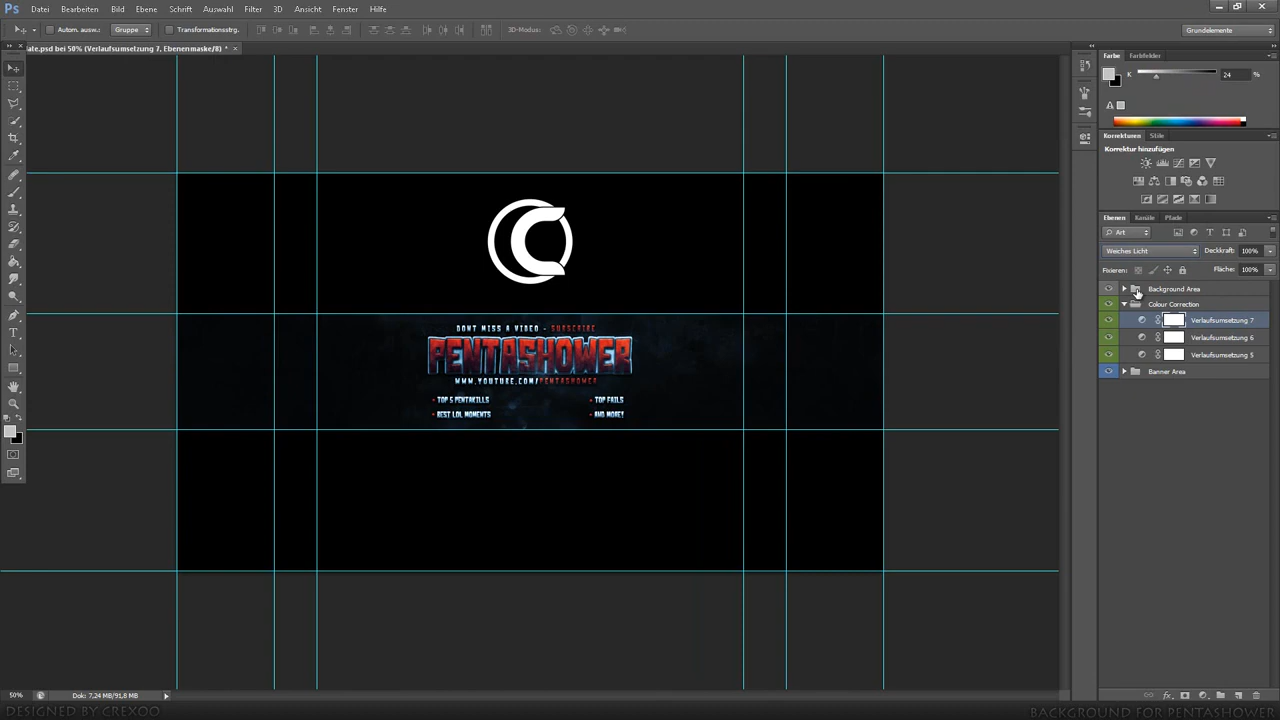 Ps Datei Bearbeiten Bild Ebene Schrift Auswahl Filter 3D Ansicht Fenster Hilfe
Autom. ausw.: Gruppe Transformationsstrg. 3D-Modus: Grundelemente
ate.psd bei 50% (Verlaufsumsetzung 7, Ebenenmaske/8) * ×
Farbe Farbfelder
K 24 %
Korrekturen Stile
Korrektur hinzufügen
Ebenen Kanäle Pfade
Art
Weiches Licht Deckkraft: 100%
Fixieren: Fläche: 100%
Background Area
Colour Correction
Verlaufsumsetzung 7
Verlaufsumsetzung 6
Verlaufsumsetzung 5
Banner Area
DONT MISS A VIDEO - SUBSCRIBE
PENTASHOWER
WWW.YOUTUBE.COM/PENTASHOWER
- TOP 5 PENTAKILLS - TOP FAILS
- BEST LOL MOMENTS - AND MORE!
50% Dok: 7,24 MB/91,8 MB
DESIGNED BY CREXOO BACKGROUND FOR PENTASHOWER